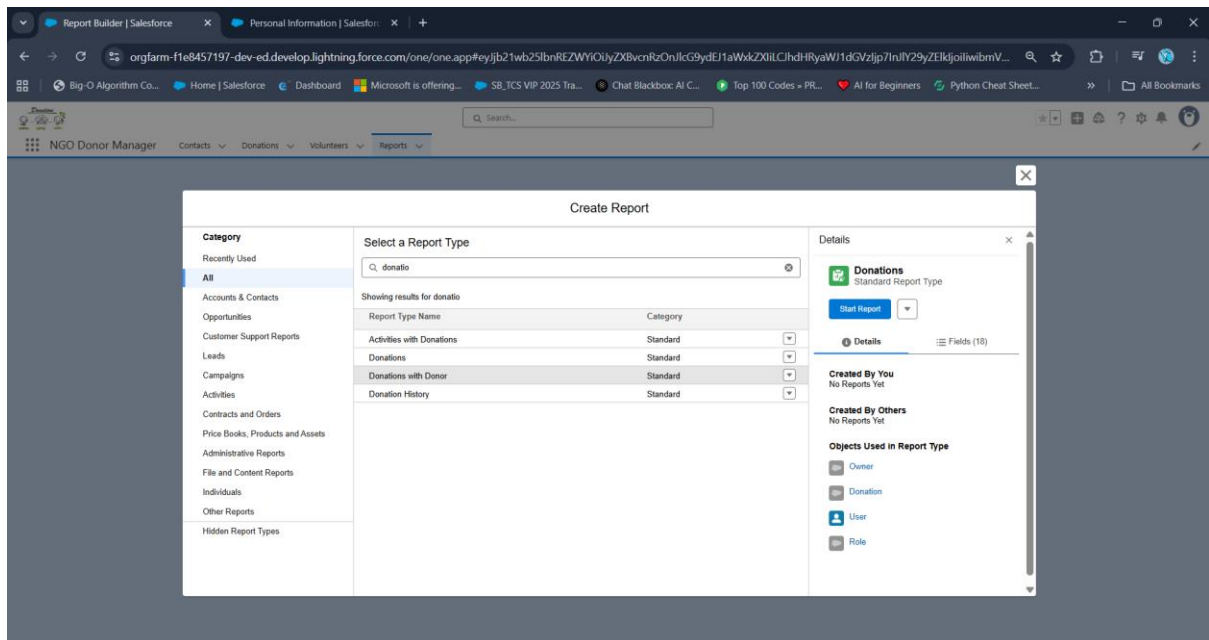 Report Builder | Salesforce
Personal Information | Salesforc
orgfarm-f1e8457197-dev-ed.develop.lightning.force.com/one/one.app#
Big-O Algorithm Co...
Home | Salesforce
Dashboard
Microsoft is offering...
SB_TCS VIP 2025 Tra...
Chat Blackbox: AI C...
Top 100 Codes » PR...
AI for Beginners
Python Cheat Sheet...
»
All Bookmarks
Search...
NGO Donor Manager
Contacts
Donations
Volunteers
Reports
Create Report
Category
Recently Used
All
Accounts & Contacts
Opportunities
Customer Support Reports
Leads
Campaigns
Activities
Contracts and Orders
Price Books, Products and Assets
Administrative Reports
File and Content Reports
Individuals
Other Reports
Hidden Report Types
Select a Report Type
donatio
Showing results for donatio
Report Type Name Category
Activities with Donations Standard
Donations Standard
Donations with Donor Standard
Donation History Standard
Details
Donations
Standard Report Type
Start Report
Details
Fields (18)
Created By You
No Reports Yet
Created By Others
No Reports Yet
Objects Used in Report Type
Owner
Donation
User
Role